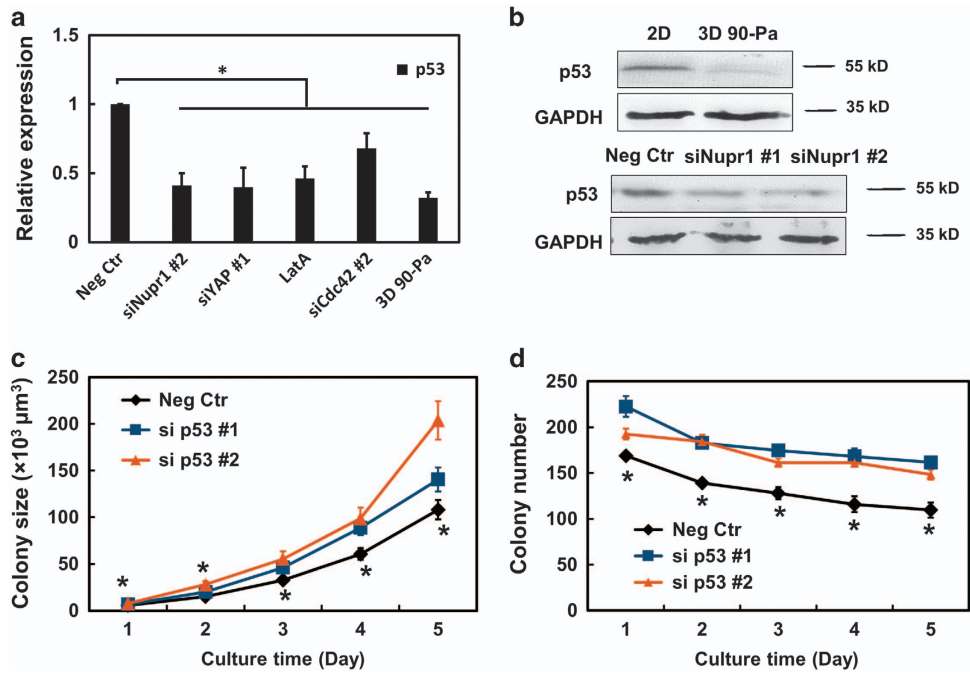 a
Relative expression
1.5
1
0.5
0
*
p53
Neg Ctr
siNupr1 #2
siYAP #1
LatA
siCdc42 #2
3D 90-Pa
b
2D 3D 90-Pa
p53 55 kD
GAPDH 35 kD
Neg Ctr siNupr1 #1 siNupr1 #2
p53 55 kD
GAPDH 35 kD
c
Colony size (×10³ μm³)
250
200
150
100
50
0
Neg Ctr
si p53 #1
si p53 #2
* * * * *
1 2 3 4 5
Culture time (Day)
d
Colony number
250
200
150
100
50
0
* * * * *
Neg Ctr
si p53 #1
si p53 #2
1 2 3 4 5
Culture time (Day)